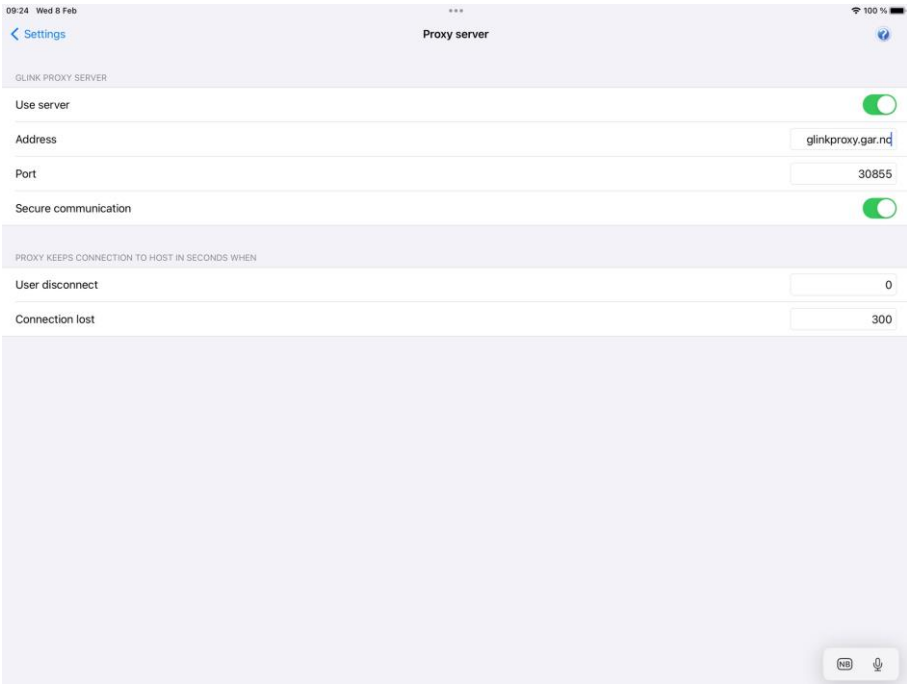 09:24 Wed 8 Feb
100 %
Settings
Proxy server
GLINK PROXY SERVER
Use server
Address
glinkproxy.gar.no
Port
30855
Secure communication
PROXY KEEPS CONNECTION TO HOST IN SECONDS WHEN
User disconnect
0
Connection lost
300
NB